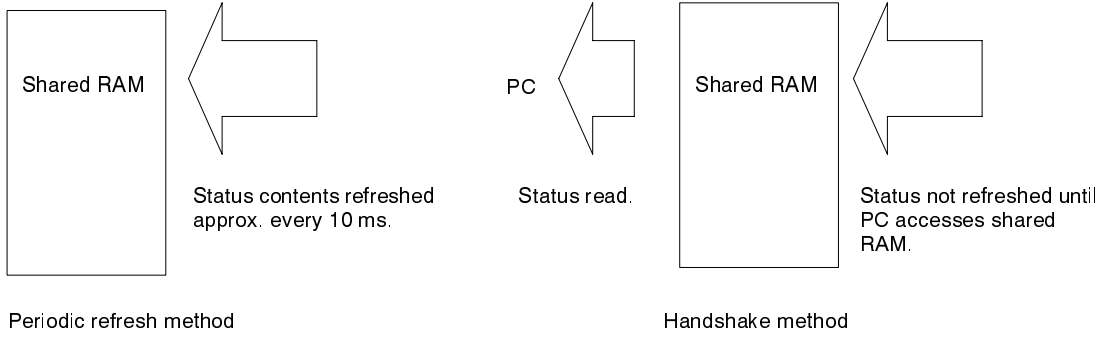 Shared RAM
Status contents refreshed
approx. every 10 ms.
Periodic refresh method
PC
Status read.
Shared RAM
Status not refreshed until
PC accesses shared
RAM.
Handshake method